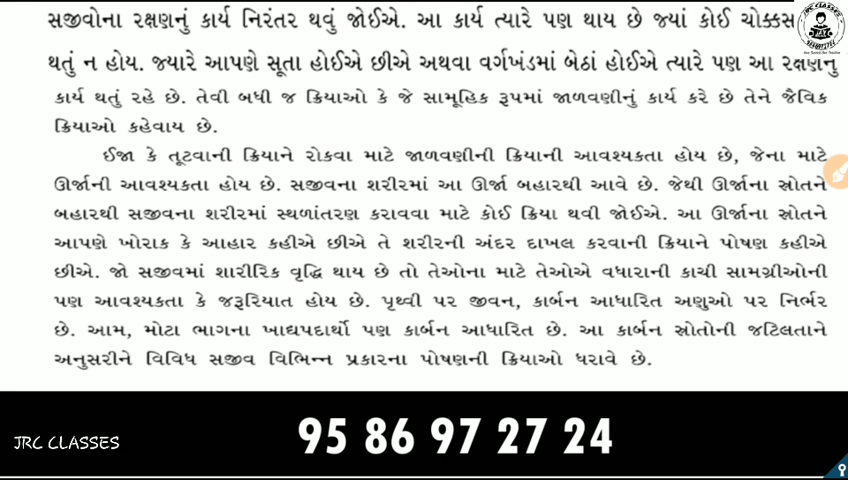 સજીવોના રક્ષણનું કાર્ય નિરંતર થવું જોઈએ. આ કાર્ય ત્યારે પણ થાય છે જ્યાં કોઈ ચોક્કસ
થતું ન હોય. જ્યારે આપણે સૂતા હોઈએ છીએ અથવા વર્ગખંડમાં બેઠાં હોઈએ ત્યારે પણ આ રક્ષણનું
કાર્ય થતું રહે છે. તેવી બધી જ ક્રિયાઓ કે જે સામૂહિક રૂપમાં જાળવણીનું કાર્ય કરે છે તેને જૈવિક
ક્રિયાઓ કહેવાય છે.
ઈજા કે તૂટવાની ક્રિયાને રોકવા માટે જાળવણીની ક્રિયાની આવશ્યકતા હોય છે, જેના માટે
ઊર્જાની આવશ્યકતા હોય છે. સજીવના શરીરમાં આ ઊર્જા બહારથી આવે છે. જેથી ઊર્જાના સ્રોતને
બહારથી સજીવના શરીરમાં સ્થળાંતરણ કરાવવા માટે કોઈ ક્રિયા થવી જોઈએ. આ ઊર્જાના સ્રોતને
આપણે ખોરાક કે આહાર કહીએ છીએ તે શરીરની અંદર દાખલ કરવાની ક્રિયાને પોષણ કહીએ
છીએ. જો સજીવમાં શારીરિક વૃદ્ધિ થાય છે તો તેઓના માટે તેઓએ વધારાની કાચી સામગ્રીઓની
પણ આવશ્યકતા કે જરૂરિયાત હોય છે. પૃથ્વી પર જીવન, કાર્બન આધારિત અણુઓ પર નિર્ભર
છે. આમ, મોટા ભાગના ખાદ્યપદાર્થો પણ કાર્બન આધારિત છે. આ કાર્બન સ્રોતોની જટિલતાને
અનુસરીને વિવિધ સજીવ વિભિન્ન પ્રકારના પોષણની ક્રિયાઓ ધરાવે છે.
JRC CLASSES
JRC CLASSES
95 86 97 27 24